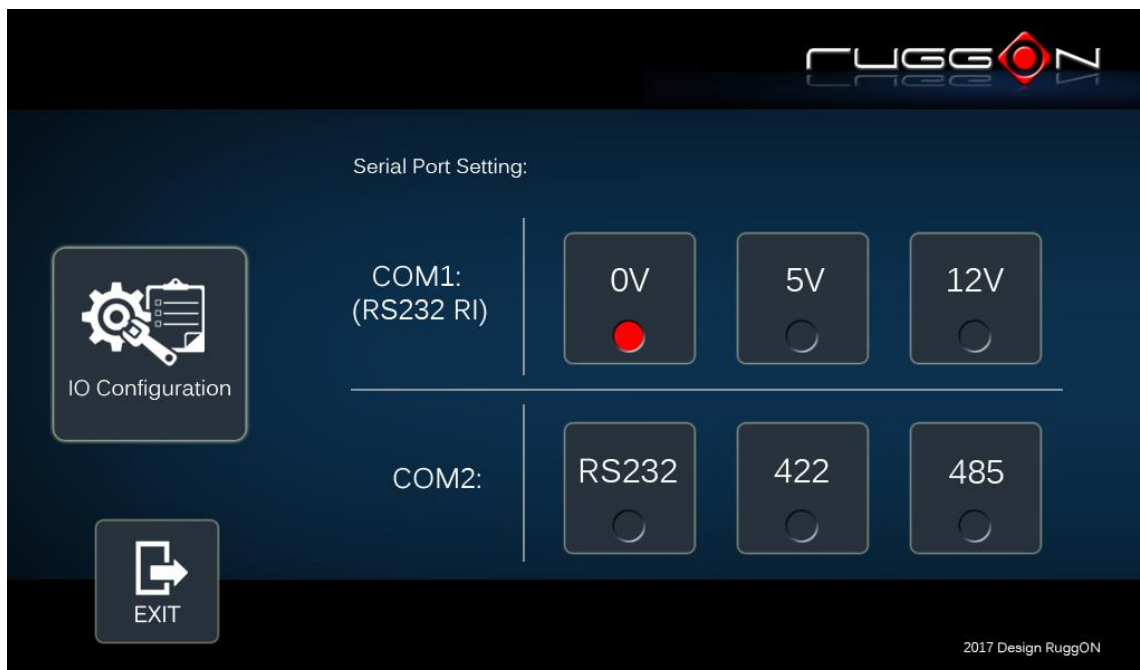 ruggON
Serial Port Setting:
COM1:
(RS232 RI)
0V
5V
12V
IO Configuration
COM2:
RS232
422
485
EXIT
2017 Design RuggON